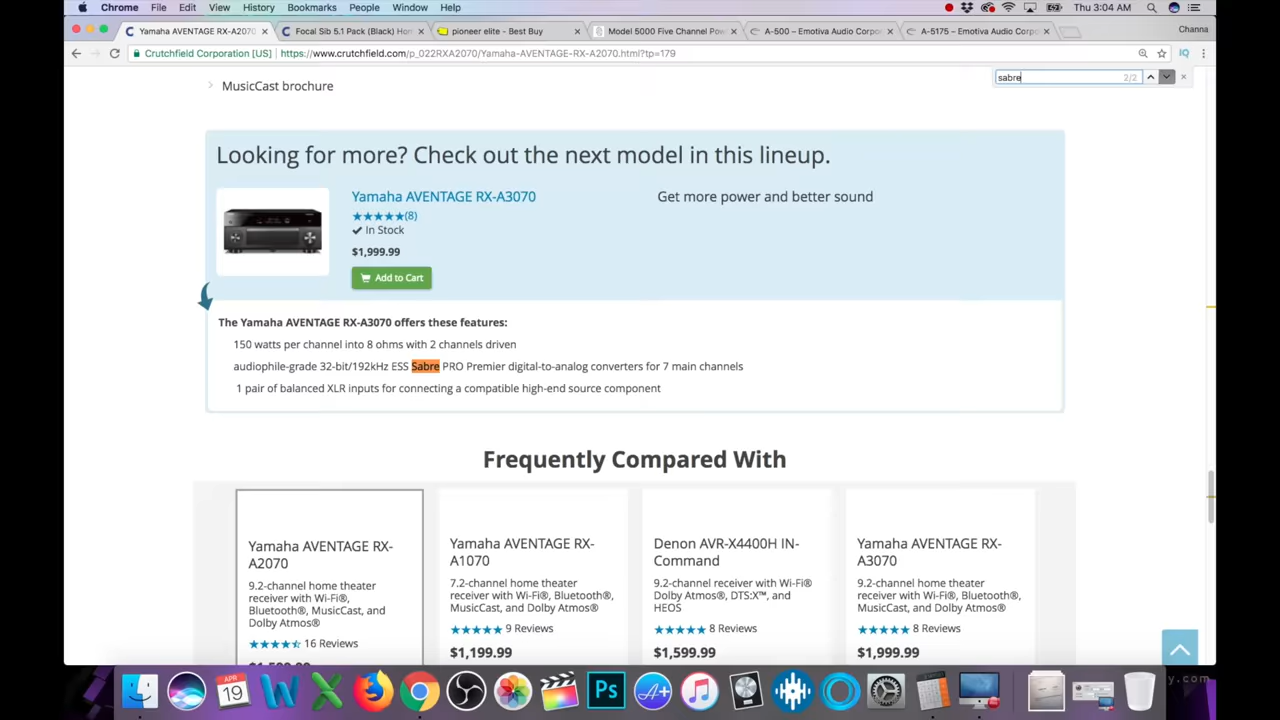 Chrome File Edit View History Bookmarks People Window Help Thu 3:04 AM
Yamaha AVENTAGE RX-A2070 Focal Sib 5.1 Pack (Black) Hom pioneer elite - Best Buy Model 5000 Five Channel Pow A-500 – Emotiva Audio Corpo A-5175 – Emotiva Audio Corpo Channa
Crutchfield Corporation [US] https://www.crutchfield.com/p_022RXA2070/Yamaha-AVENTAGE-RX-A2070.html?tp=179
sabre 2/2
MusicCast brochure
Looking for more? Check out the next model in this lineup.
Yamaha AVENTAGE RX-A3070 Get more power and better sound
★★★★★(8)
✓ In Stock
$1,999.99
Add to Cart
The Yamaha AVENTAGE RX-A3070 offers these features:
150 watts per channel into 8 ohms with 2 channels driven
audiophile-grade 32-bit/192kHz ESS Sabre PRO Premier digital-to-analog converters for 7 main channels
1 pair of balanced XLR inputs for connecting a compatible high-end source component
Frequently Compared With
Yamaha AVENTAGE RX-
A2070
9.2-channel home theater
receiver with Wi-Fi®,
Bluetooth®, MusicCast, and
Dolby Atmos®
16 Reviews
$1,599.99
Yamaha AVENTAGE RX-
A1070
7.2-channel home theater
receiver with Wi-Fi®, Bluetooth®,
MusicCast, and Dolby Atmos®
9 Reviews
$1,199.99
Denon AVR-X4400H IN-
Command
9.2-channel receiver with Wi-Fi®
Dolby Atmos®, DTS:X™, and
HEOS
8 Reviews
$1,599.99
Yamaha AVENTAGE RX-
A3070
9.2-channel home theater
receiver with Wi-Fi®, Bluetooth®,
MusicCast, and Dolby Atmos®
8 Reviews
$1,999.99
APR
19
Ps
y.com